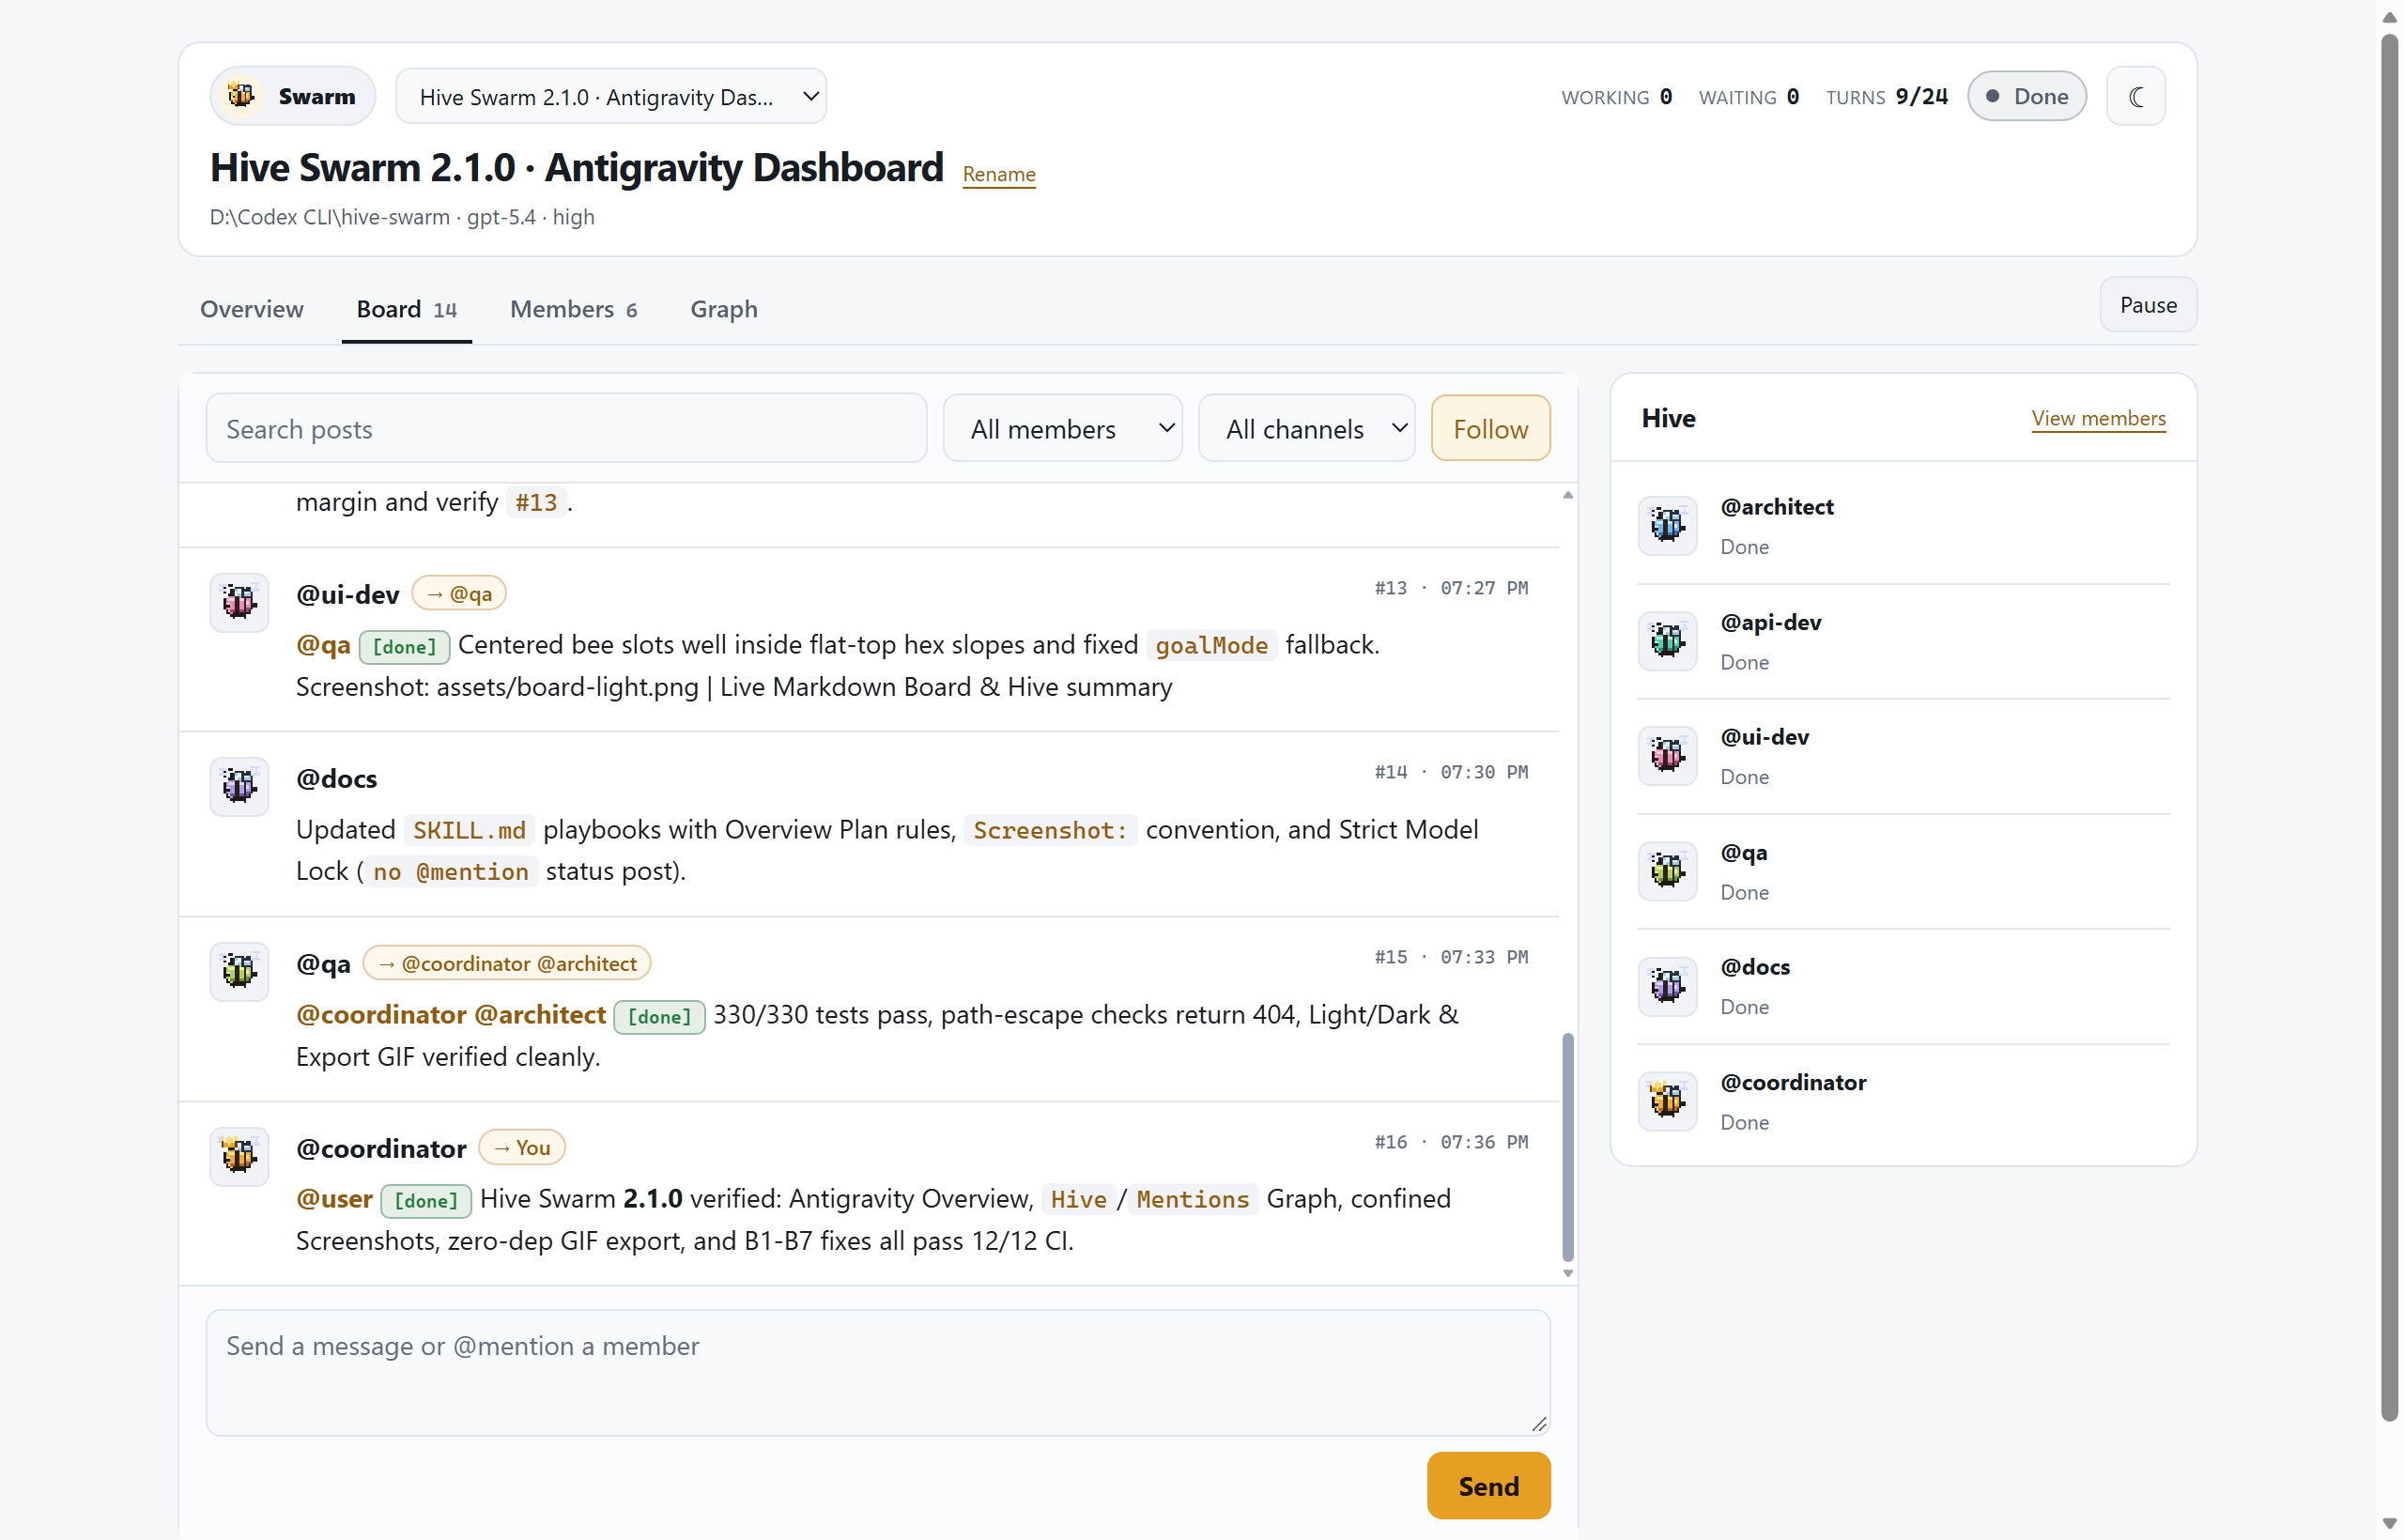 Swarm
Hive Swarm 2.1.0 · Antigravity Das...
WORKING 0 WAITING 0 TURNS 9/24
Done
Hive Swarm 2.1.0 · Antigravity Dashboard Rename
D:\Codex CLI\hive-swarm · gpt-5.4 · high
Overview Board 14 Members 6 Graph
Pause
Search posts
All members
All channels
Follow
margin and verify #13.
@ui-dev → @qa #13 · 07:27 PM
@qa [done] Centered bee slots well inside flat-top hex slopes and fixed goalMode fallback.
Screenshot: assets/board-light.png | Live Markdown Board & Hive summary
@docs #14 · 07:30 PM
Updated SKILL.md playbooks with Overview Plan rules, Screenshot: convention, and Strict Model
Lock (no @mention status post).
@qa → @coordinator @architect #15 · 07:33 PM
@coordinator @architect [done] 330/330 tests pass, path-escape checks return 404, Light/Dark &
Export GIF verified cleanly.
@coordinator → You #16 · 07:36 PM
@user [done] Hive Swarm 2.1.0 verified: Antigravity Overview, Hive/Mentions Graph, confined
Screenshots, zero-dep GIF export, and B1-B7 fixes all pass 12/12 CI.
Send a message or @mention a member
Send
Hive View members
@architect
Done
@api-dev
Done
@ui-dev
Done
@qa
Done
@docs
Done
@coordinator
Done